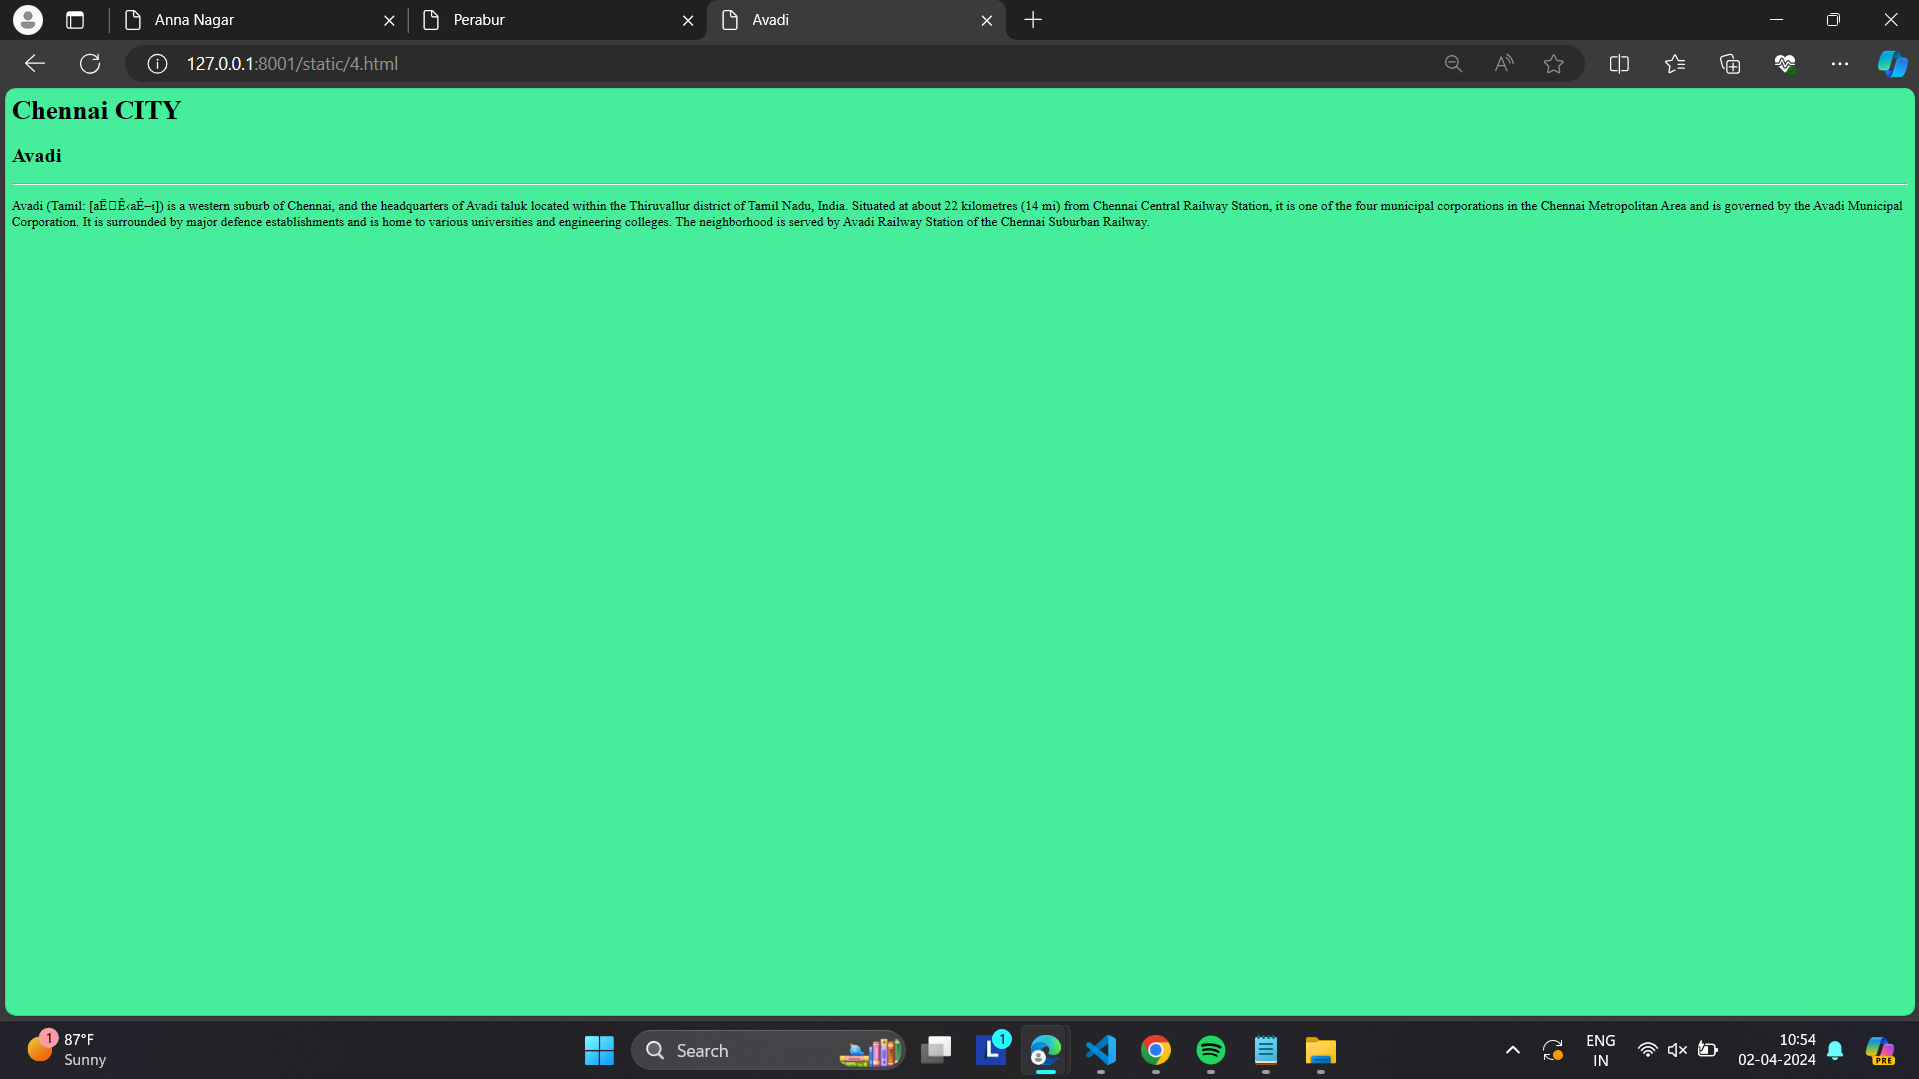 Anna Nagar
Perabur
Avadi
127.0.0.1:8001/static/4.html
Chennai CITY
Avadi
Avadi (Tamil: [aË□Ê‹aÉ–i]) is a western suburb of Chennai, and the headquarters of Avadi taluk located within the Thiruvallur district of Tamil Nadu, India. Situated at about 22 kilometres (14 mi) from Chennai Central Railway Station, it is one of the four municipal corporations in the Chennai Metropolitan Area and is governed by the Avadi Municipal
Corporation. It is surrounded by major defence establishments and is home to various universities and engineering colleges. The neighborhood is served by Avadi Railway Station of the Chennai Suburban Railway.
1
87°F
Sunny
Search
L
1
ENG
IN
10:54
02-04-2024
PRE